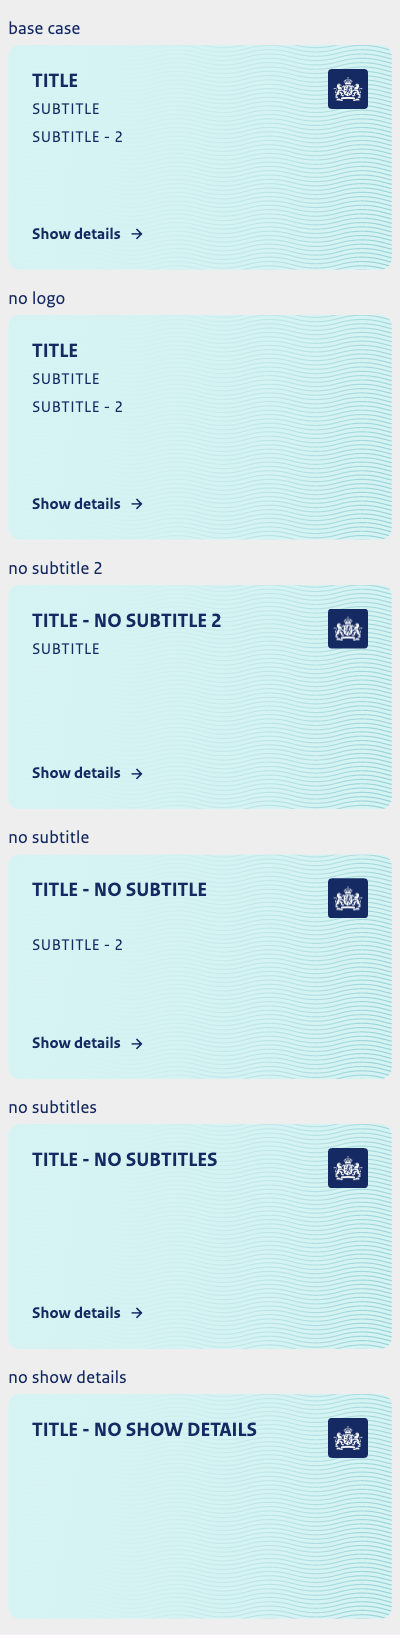 base case
TITLE
SUBTITLE
SUBTITLE - 2
Show details →
no logo
TITLE
SUBTITLE
SUBTITLE - 2
Show details →
no subtitle 2
TITLE - NO SUBTITLE 2
SUBTITLE
Show details →
no subtitle
TITLE - NO SUBTITLE
SUBTITLE - 2
Show details →
no subtitles
TITLE - NO SUBTITLES
Show details →
no show details
TITLE - NO SHOW DETAILS